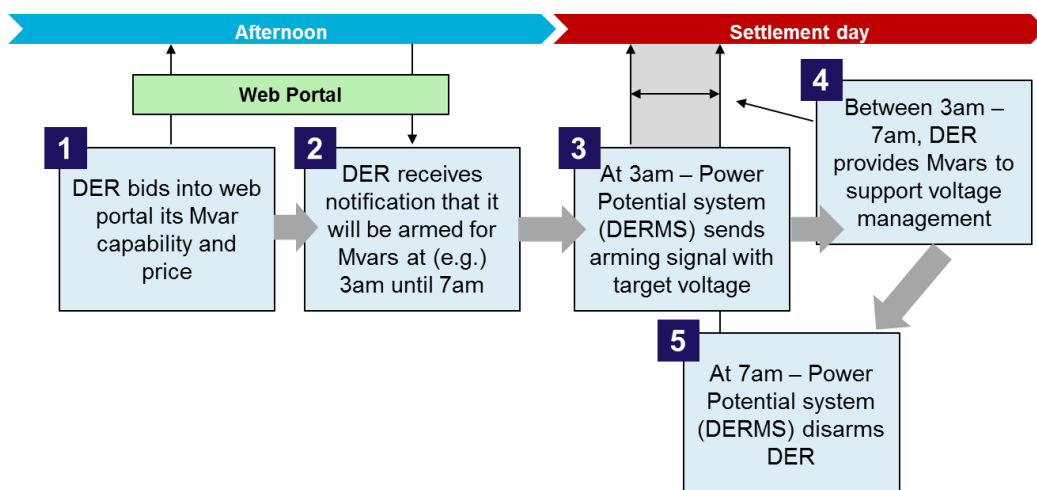 Afternoon
Settlement day
Web Portal
1
DER bids into web
portal its Mvar
capability and
price
2
DER receives
notification that it
will be armed for
Mvars at (e.g.)
3am until 7am
3
At 3am – Power
Potential system
(DERMS) sends
arming signal with
target voltage
4
Between 3am –
7am, DER
provides Mvars to
support voltage
management
5
At 7am – Power
Potential system
(DERMS) disarms
DER